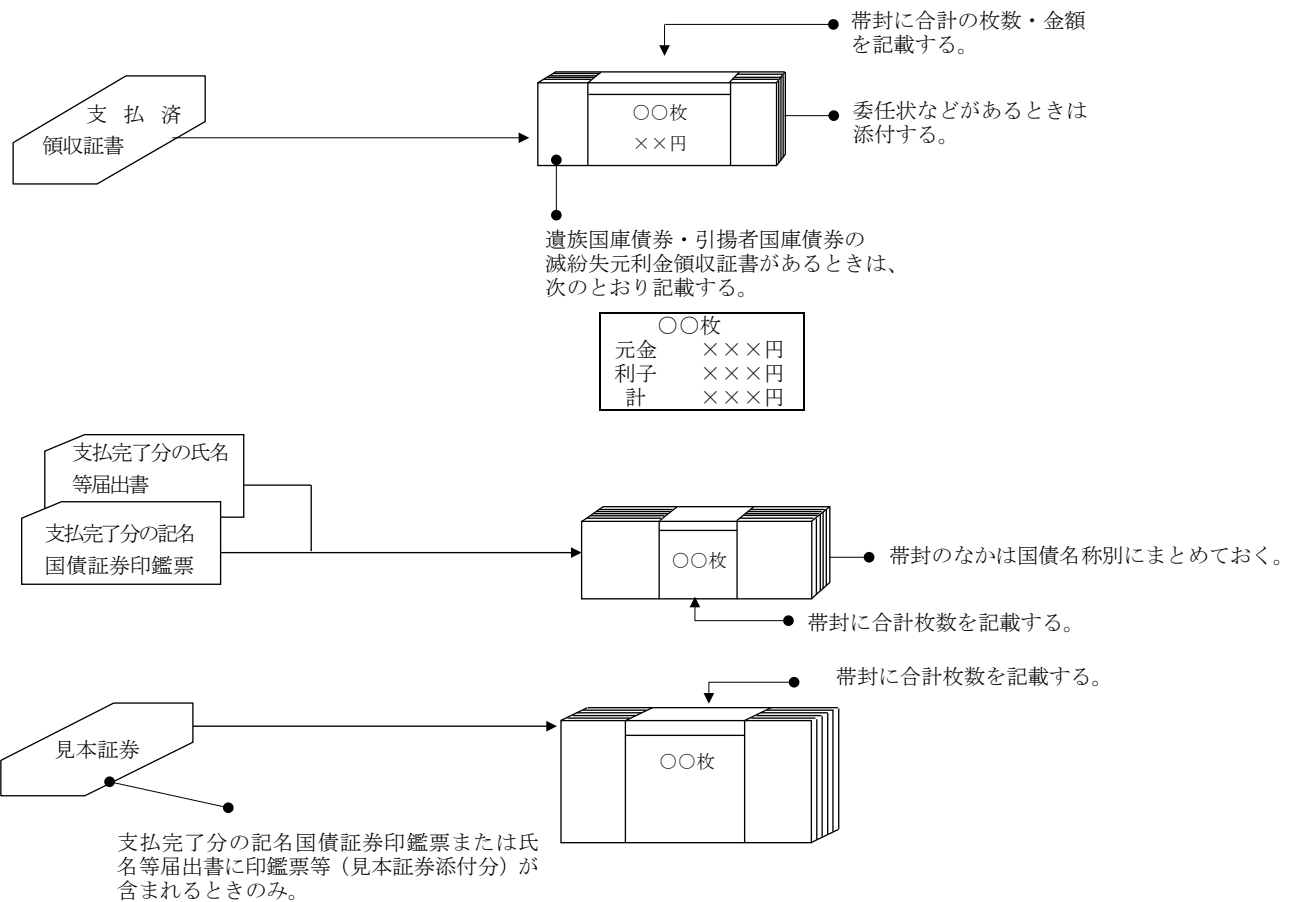 帯封に合計の枚数・金額
を記載する。
支 払 済
領収証書
○○枚
××円
委任状などがあるときは
添付する。
遺族国庫債券・引揚者国庫債券の
滅紛失元利金領収証書があるときは、
次のとおり記載する。
○○枚
元金 ×××円
利子 ×××円
計 ×××円
支払完了分の氏名
等届出書
支払完了分の記名
国債証券印鑑票
○○枚
帯封のなかは国債名称別にまとめておく。
帯封に合計枚数を記載する。
帯封に合計枚数を記載する。
見本証券
○○枚
支払完了分の記名国債証券印鑑票または氏
名等届出書に印鑑票等（見本証券添付分）が
含まれるときのみ。